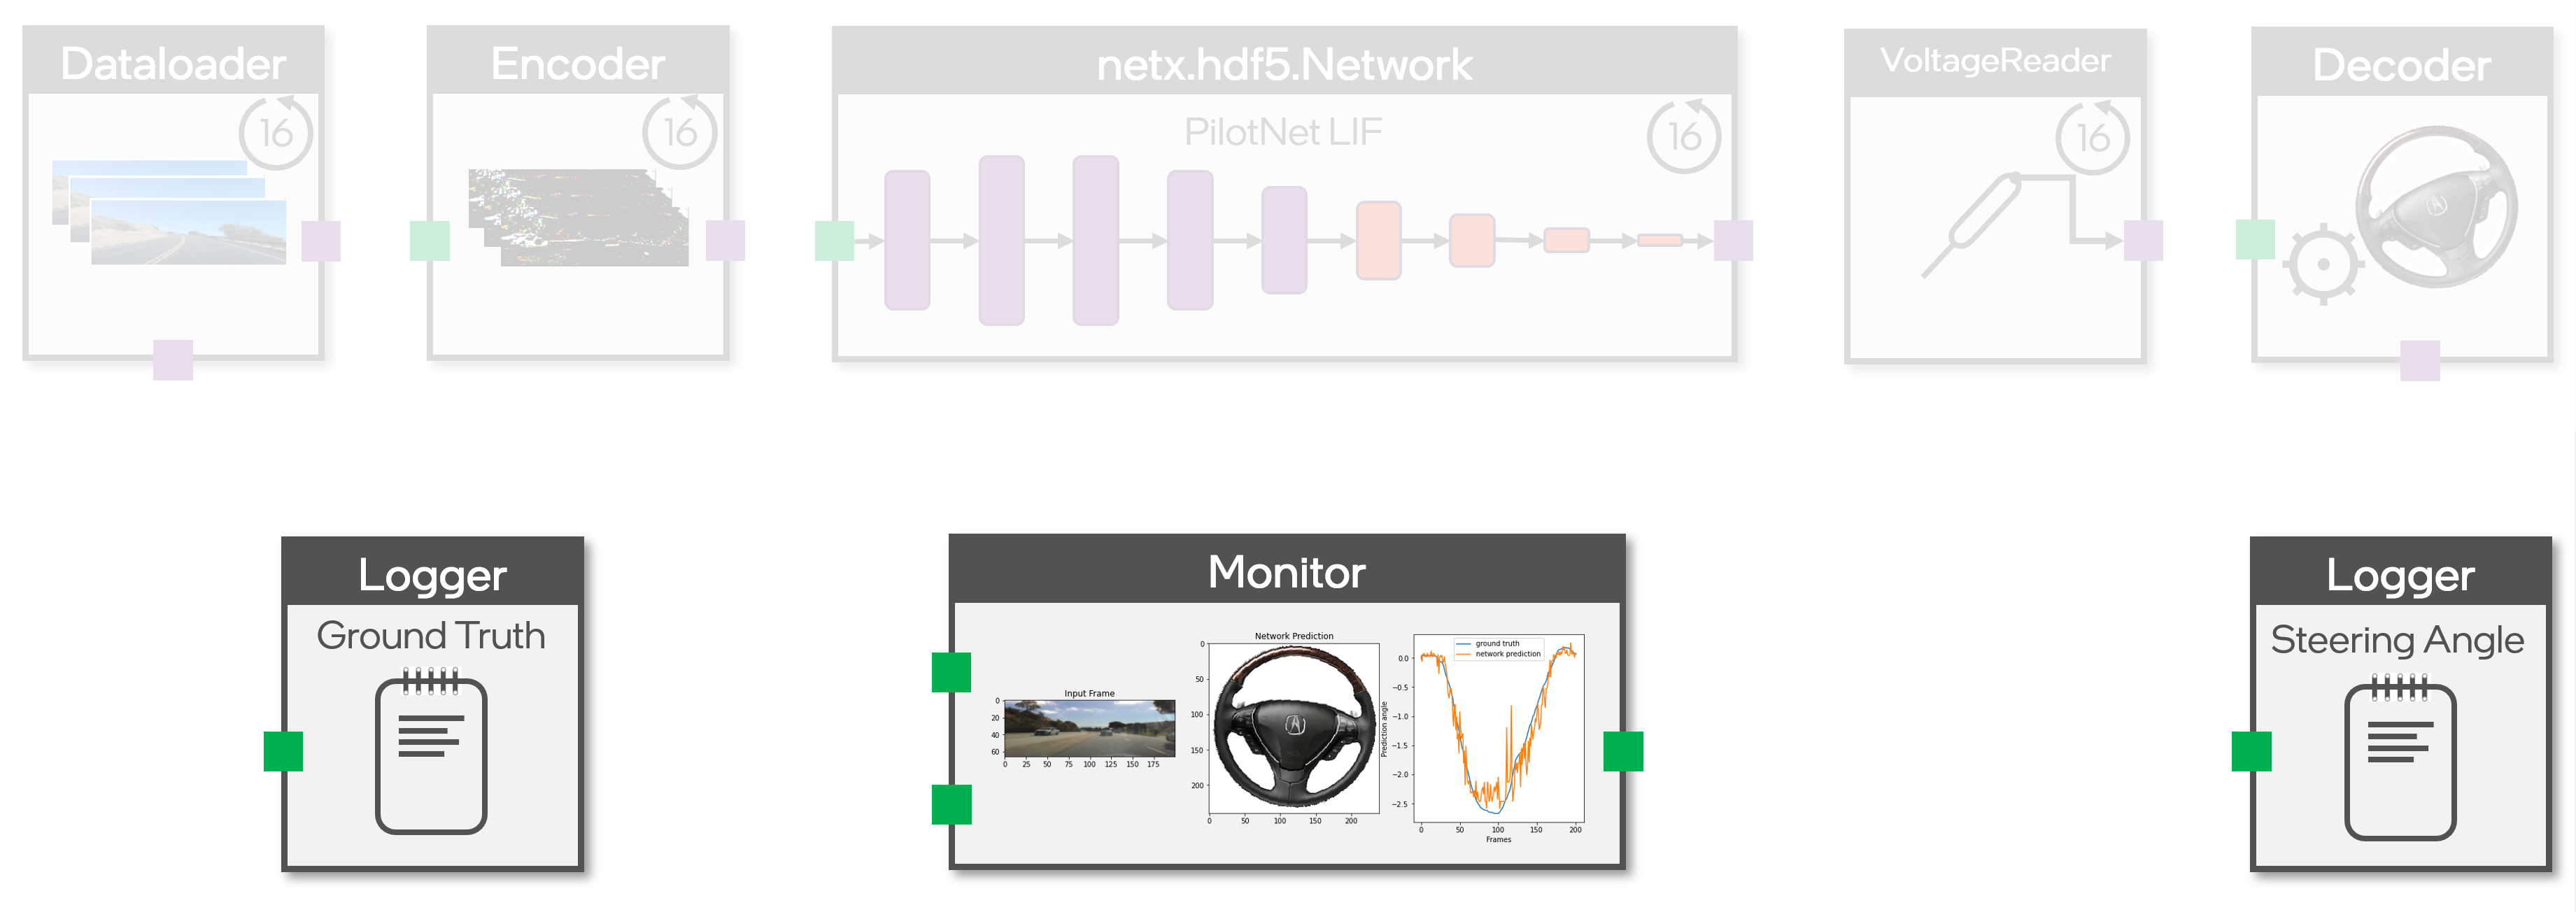 Dataloader
16
Encoder
16
netx.hdf5.Network
PilotNet LIF
16
VoltageReader
16
Decoder
Logger
Ground Truth
Monitor
Input Frame
0
20
40
60
0 25 50 75 100 125 150 175
Network Prediction
0
50
100
150
200
0 50 100 150 200
ground truth
network prediction
Prediction angle
0.0
−0.5
−1.0
−1.5
−2.0
−2.5
0 50 100 150 200
Frames
Logger
Steering Angle